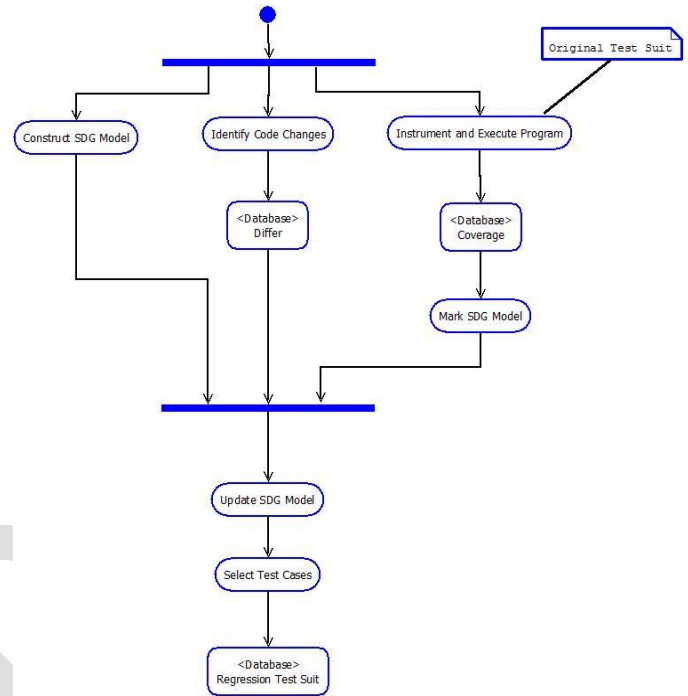 Original Test Suit
Construct SDG Model
Identify Code Changes
Instrument and Execute Program
<Database>
Differ
<Database>
Coverage
Mark SDG Model
Update SDG Model
Select Test Cases
<Database>
Regression Test Suit